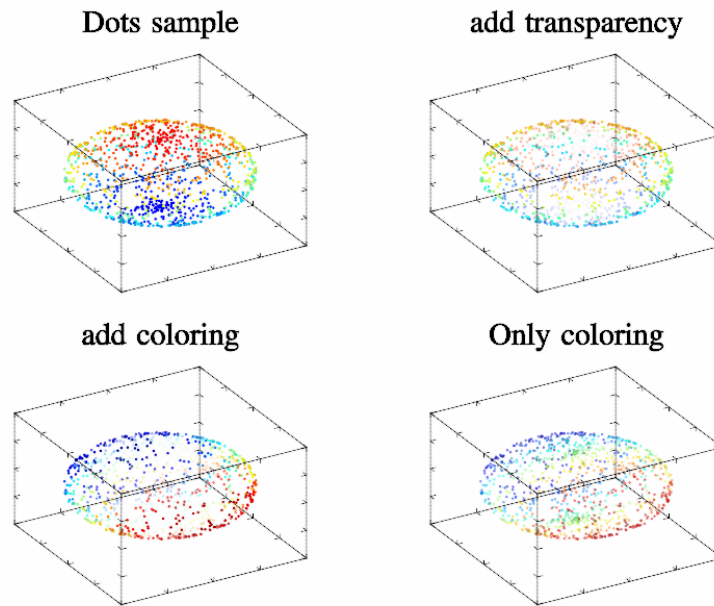 Dots sample
add transparency
add coloring
Only coloring